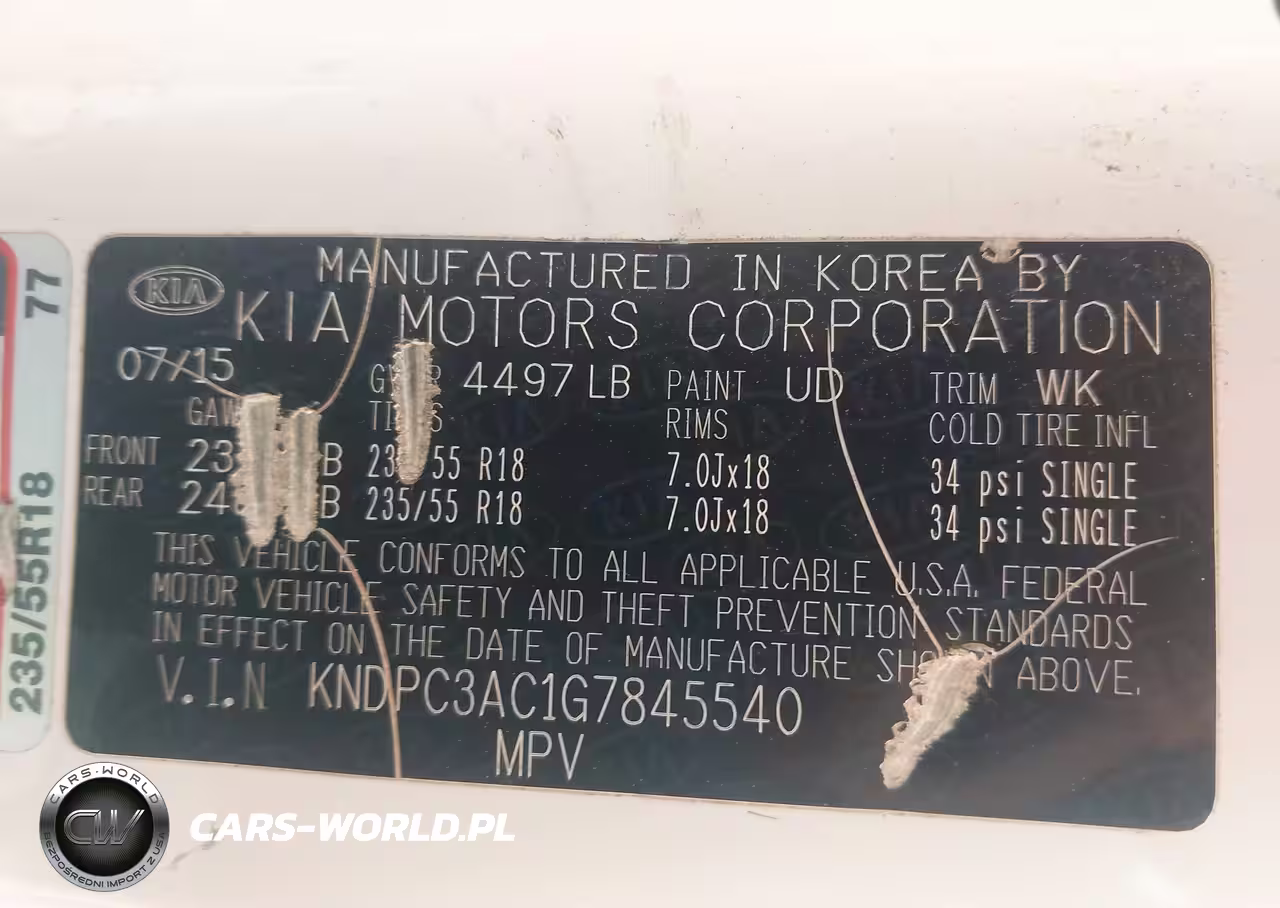 MANUFACTURED IN KOREA BY
KIA
KIA MOTORS CORPORATION
07/15 4497 LB PAINT UD TRIM WK
RIMS COLD TIRE INFL
FRONT 235/55 R18 7.0Jx18 34 psi SINGLE
REAR 235/55 R18 7.0Jx18 34 psi SINGLE
THIS VEHICLE CONFORMS TO ALL APPLICABLE U.S.A. FEDERAL
MOTOR VEHICLE SAFETY AND THEFT PREVENTION STANDARDS
IN EFFECT ON THE DATE OF MANUFACTURE SHOWN ABOVE.
V.I.N KNDPC3AC1G7845540
MPV
77
235/55R18
CARS-WORLD
CW
BEZPOŚREDNI IMPORT Z USA
CARS-WORLD.PL